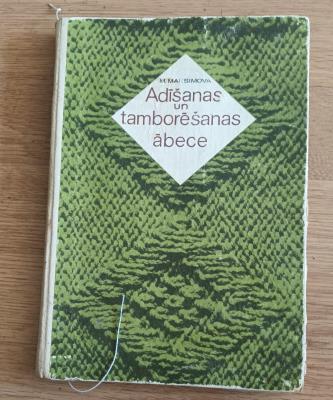 M. MAKSIMOVA
Adīšanas
un
tamborēšanas
ābece